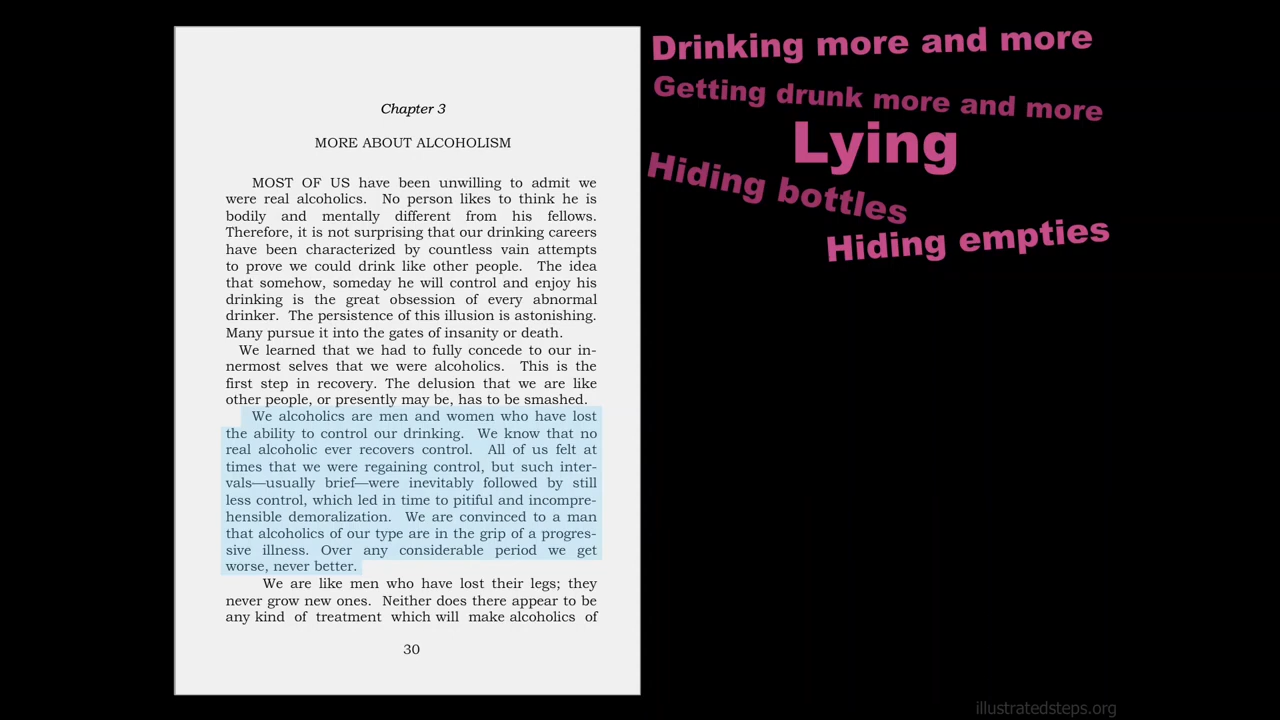 Chapter 3
MORE ABOUT ALCOHOLISM
MOST OF US have been unwilling to admit we
were real alcoholics. No person likes to think he is
bodily and mentally different from his fellows.
Therefore, it is not surprising that our drinking careers
have been characterized by countless vain attempts
to prove we could drink like other people. The idea
that somehow, someday he will control and enjoy his
drinking is the great obsession of every abnormal
drinker. The persistence of this illusion is astonishing.
Many pursue it into the gates of insanity or death.
We learned that we had to fully concede to our in-
nermost selves that we were alcoholics. This is the
first step in recovery. The delusion that we are like
other people, or presently may be, has to be smashed.
We alcoholics are men and women who have lost
the ability to control our drinking. We know that no
real alcoholic ever recovers control. All of us felt at
times that we were regaining control, but such inter-
vals—usually brief—were inevitably followed by still
less control, which led in time to pitiful and incompre-
hensible demoralization. We are convinced to a man
that alcoholics of our type are in the grip of a progres-
sive illness. Over any considerable period we get
worse, never better.
We are like men who have lost their legs; they
never grow new ones. Neither does there appear to be
any kind of treatment which will make alcoholics of
30
Drinking more and more
Getting drunk more and more
Lying
Hiding bottles
Hiding empties
illustratedsteps.org